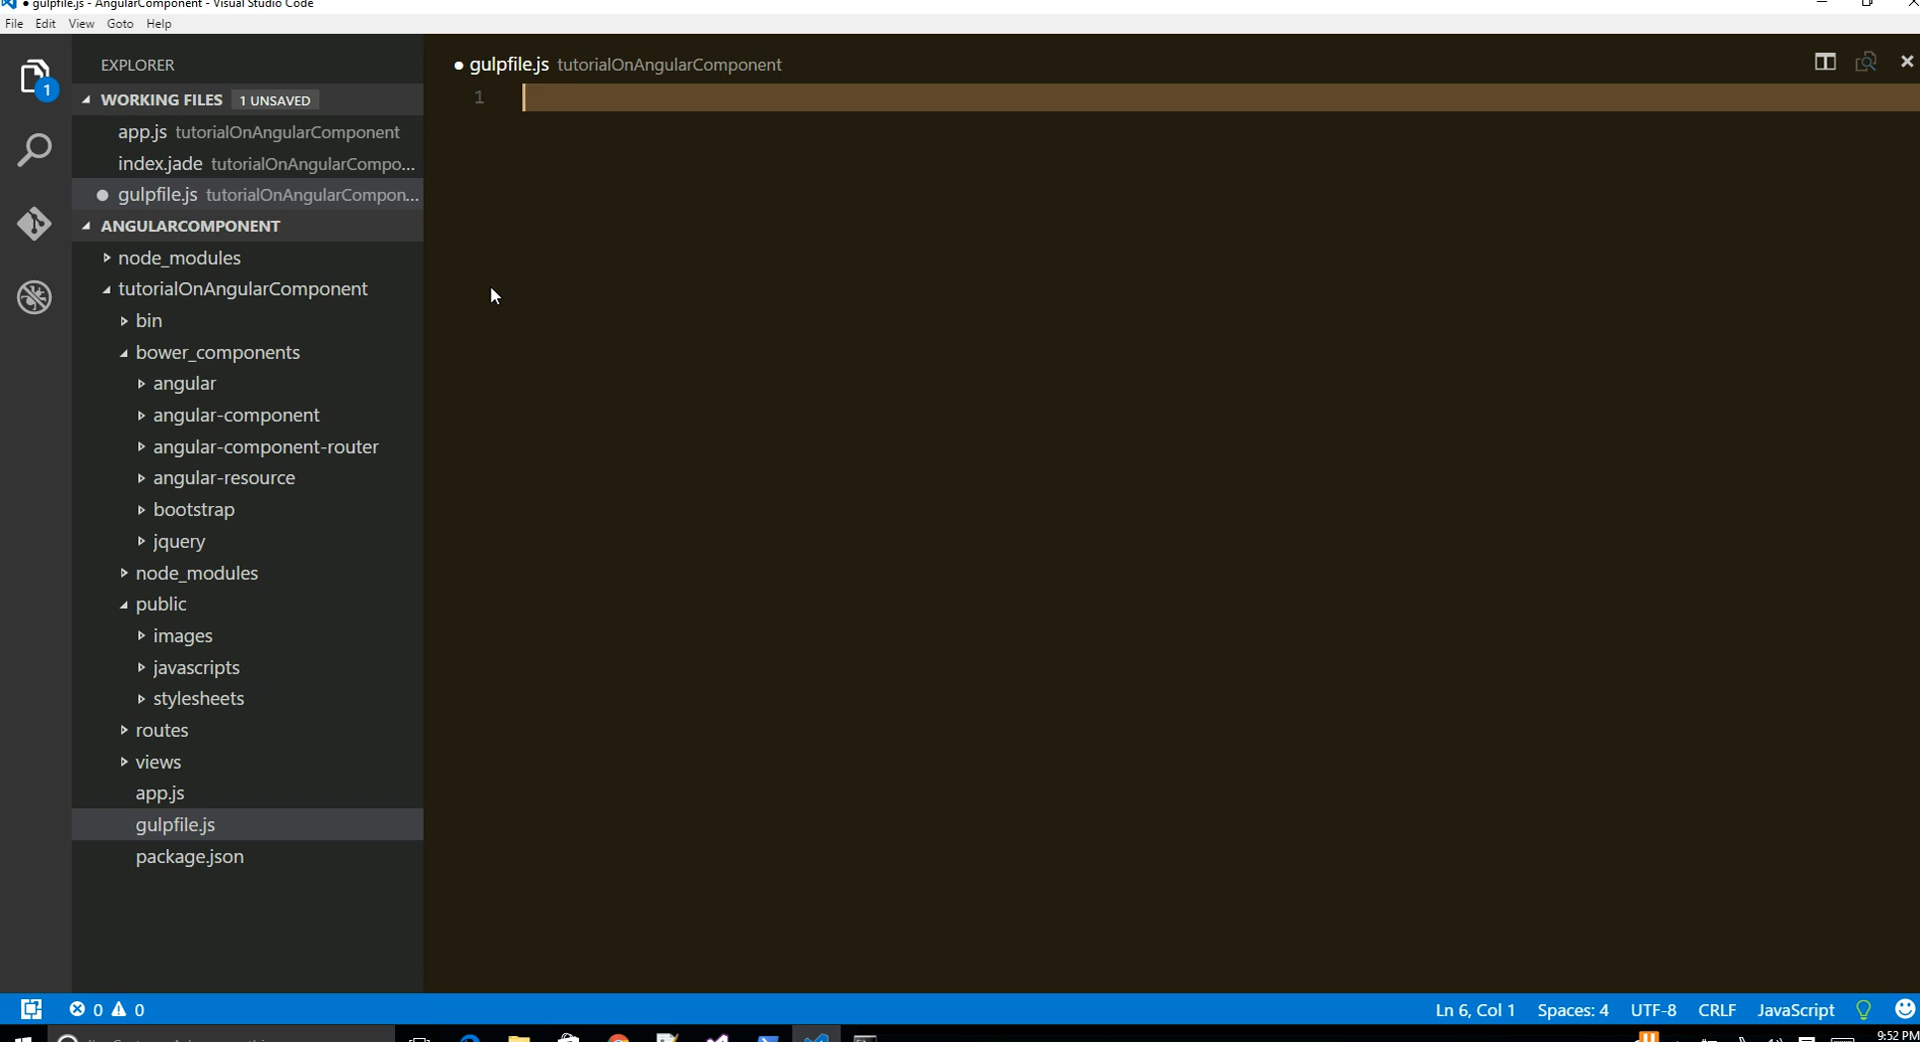 ● gulpfile.js - AngularComponent - Visual Studio Code
File Edit View Goto Help
EXPLORER
1
WORKING FILES 1 UNSAVED
app.js tutorialOnAngularComponent
index.jade tutorialOnAngularCompo...
gulpfile.js tutorialOnAngularCompon...
ANGULARCOMPONENT
node_modules
tutorialOnAngularComponent
bin
bower_components
angular
angular-component
angular-component-router
angular-resource
bootstrap
jquery
node_modules
public
images
javascripts
stylesheets
routes
views
app.js
gulpfile.js
package.json
● gulpfile.js tutorialOnAngularComponent
1
0 0
Ln 6, Col 1 Spaces: 4 UTF-8 CRLF JavaScript
9:52 PM